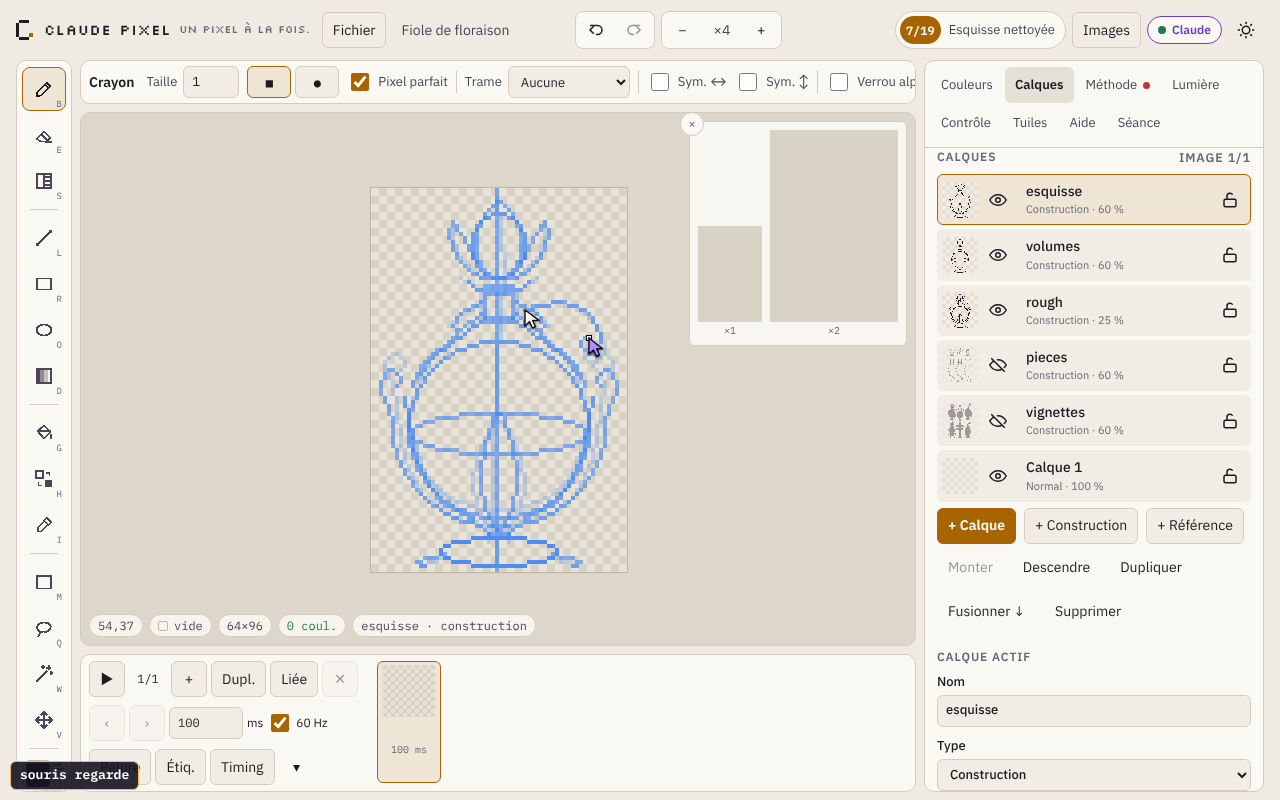 CLAUDE PIXEL UN PIXEL À LA FOIS. Fichier Fiole de floraison − ×4 + 7/19 Esquisse nettoyée Images Claude
Crayon Taille 1 Pixel parfait Trame Aucune Sym. ↔ Sym. ↕ Verrou alp
B
E
S
L
R
O
D
G
H
I
M
Q
W
V
×
×1 ×2
54,37 vide 64×96 0 coul. esquisse · construction
1/1 + Dupl. Liée ×
‹ › 100 ms 60 Hz
Étiq. Timing ▼
100 ms
souris regarde
Couleurs Calques Méthode Lumière
Contrôle Tuiles Aide Séance
CALQUES IMAGE 1/1
esquisse
Construction · 60 %
volumes
Construction · 60 %
rough
Construction · 25 %
pieces
Construction · 60 %
vignettes
Construction · 60 %
Calque 1
Normal · 100 %
+ Calque + Construction + Référence
Monter Descendre Dupliquer
Fusionner ↓ Supprimer
CALQUE ACTIF
Nom
esquisse
Type
Construction